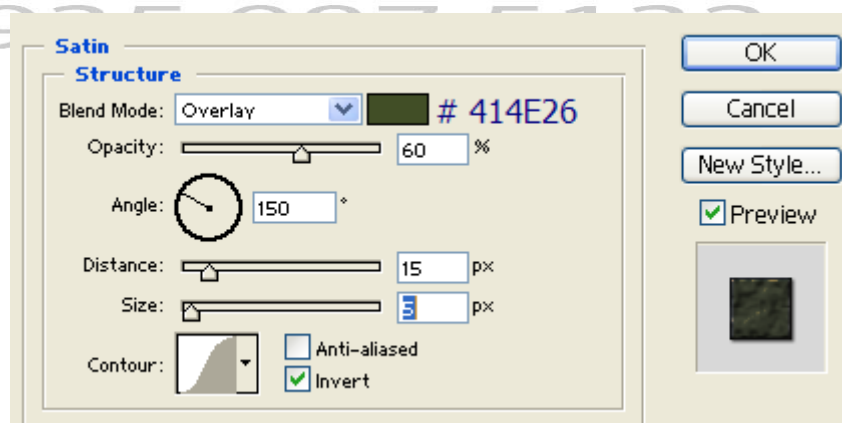 Satin
Structure
Blend Mode: Overlay # 414E26
Opacity: 60 %
Angle: 150 °
Distance: 15 px
Size: px
Contour: Anti-aliased
Invert
OK
Cancel
New Style...
Preview